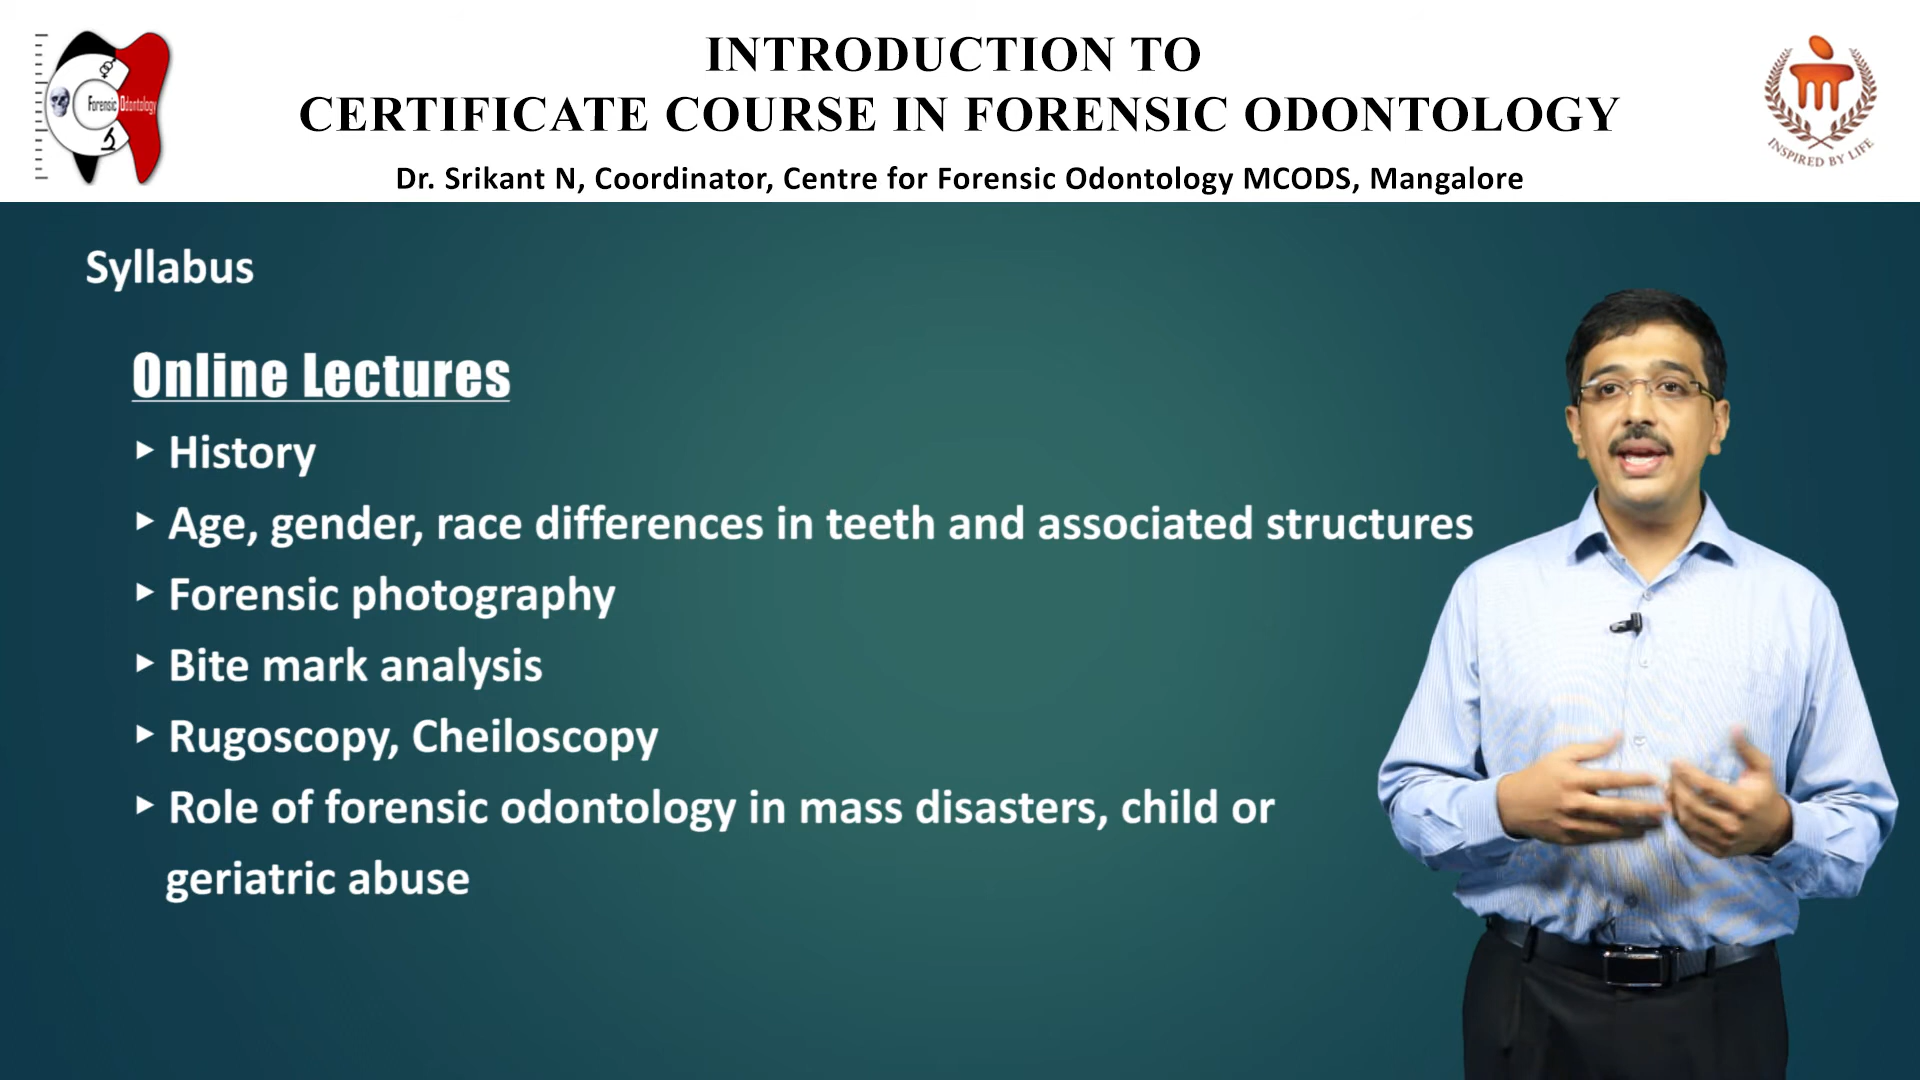 INTRODUCTION TO
CERTIFICATE COURSE IN FORENSIC ODONTOLOGY
Dr. Srikant N, Coordinator, Centre for Forensic Odontology MCODS, Mangalore
Forensic Odontology
INSPIRED BY LIFE
Syllabus
Online Lectures
History
Age, gender, race differences in teeth and associated structures
Forensic photography
Bite mark analysis
Rugoscopy, Cheiloscopy
Role of forensic odontology in mass disasters, child or
geriatric abuse